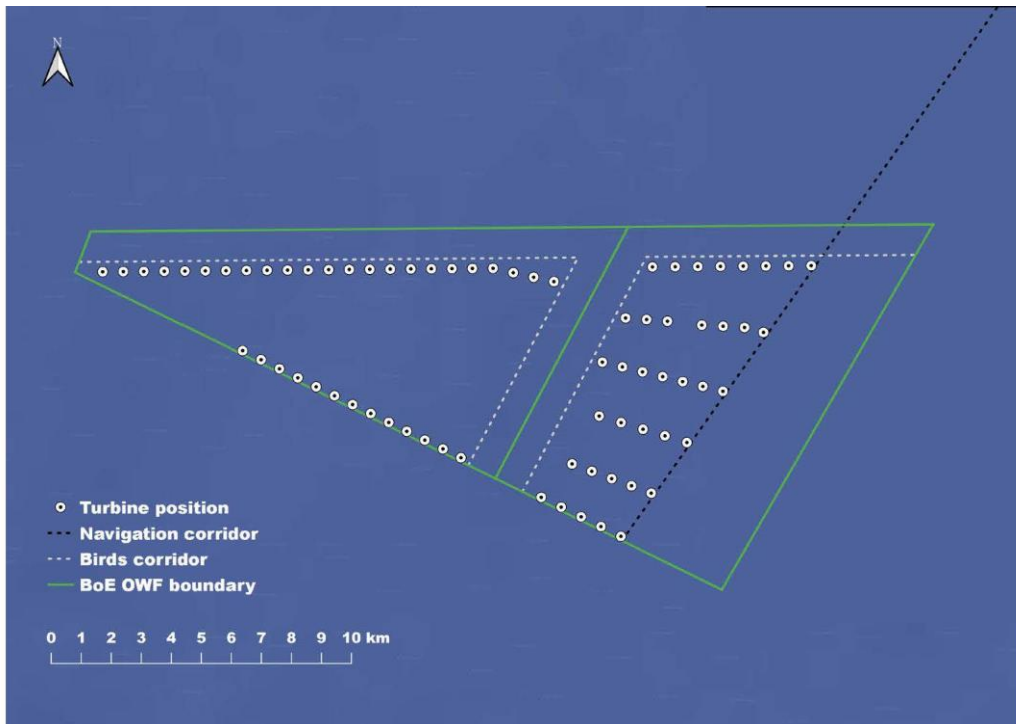 N
Turbine position
Navigation corridor
Birds corridor
BoE OWF boundary
0 1 2 3 4 5 6 7 8 9 10 km